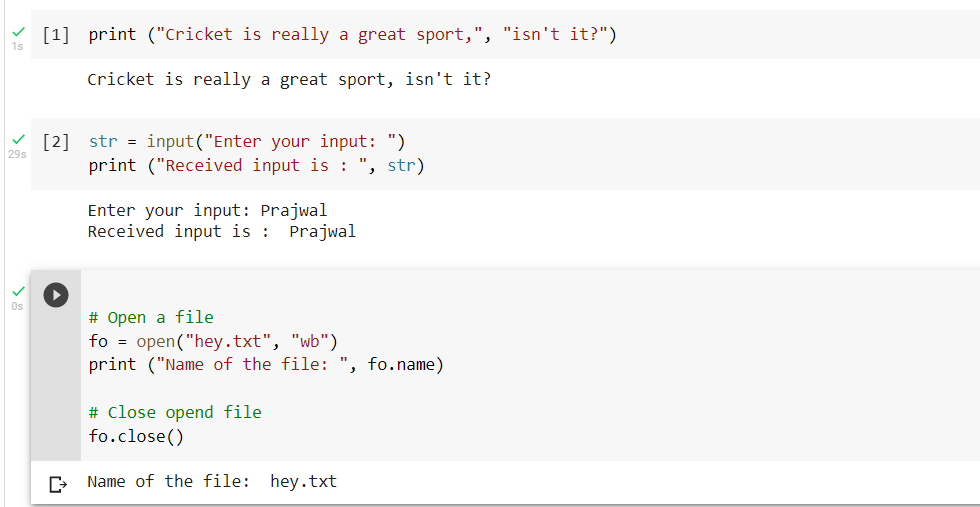 [1] print ("Cricket is really a great sport,", "isn't it?")
1s
Cricket is really a great sport, isn't it?
[2] str = input("Enter your input: ")
29s
print ("Received input is : ", str)
Enter your input: Prajwal
Received input is :  Prajwal
0s
# Open a file
fo = open("hey.txt", "wb")
print ("Name of the file: ", fo.name)
# Close opend file
fo.close()
Name of the file:  hey.txt